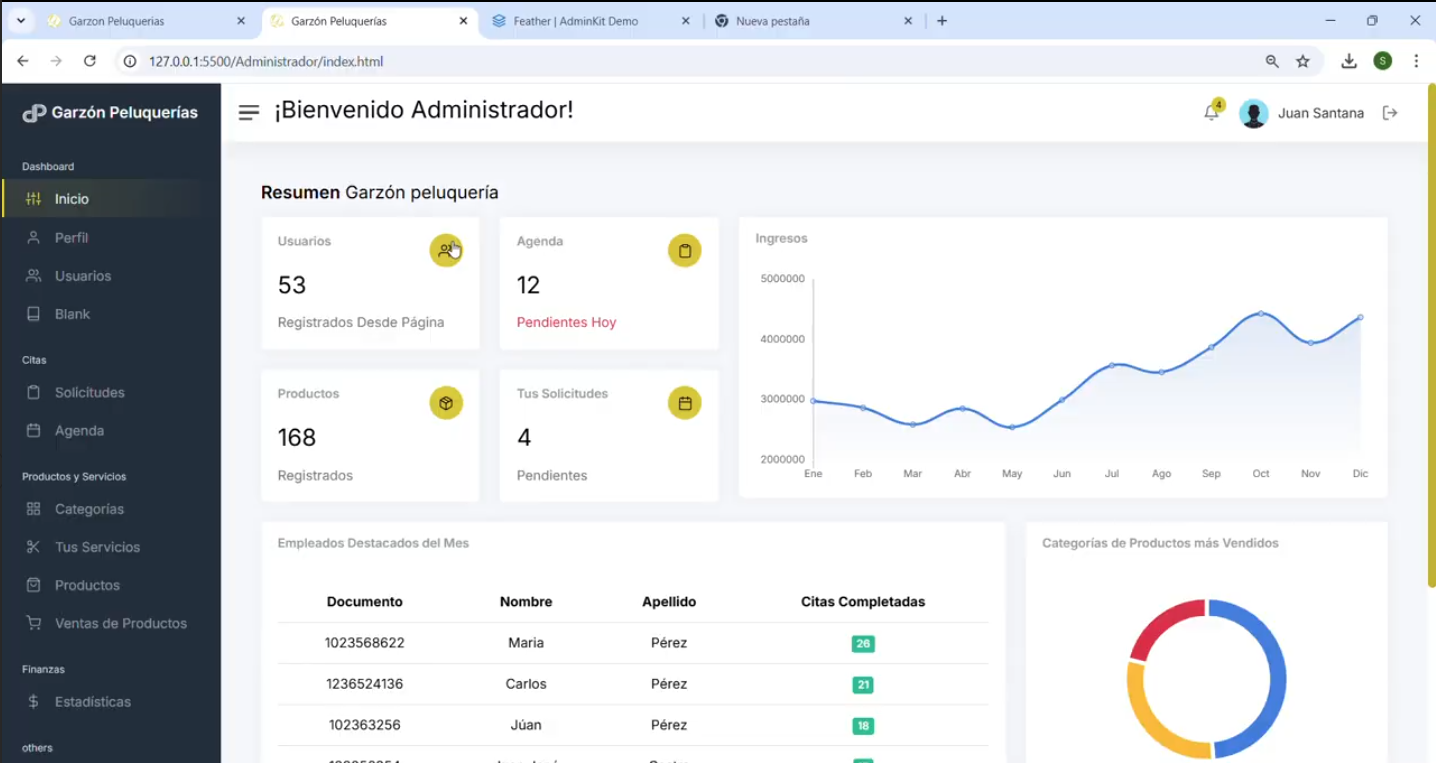 Garzon Peluquerias
Garzón Peluquerías
Feather | AdminKit Demo
Nueva pestaña
127.0.0.1:5500/Administrador/index.html
S
Garzón Peluquerías
¡Bienvenido Administrador!
4
Juan Santana
Dashboard
Inicio
Perfil
Usuarios
Blank
Citas
Solicitudes
Agenda
Productos y Servicios
Categorías
Tus Servicios
Productos
Ventas de Productos
Finanzas
Estadísticas
others
Resumen Garzón peluquería
Usuarios
53
Registrados Desde Página
Agenda
12
Pendientes Hoy
Productos
168
Registrados
Tus Solicitudes
4
Pendientes
Ingresos
5000000
4000000
3000000
2000000
Ene Feb Mar Abr May Jun Jul Ago Sep Oct Nov Dic
Empleados Destacados del Mes
Documento Nombre Apellido Citas Completadas
1023568622 Maria Pérez 26
1236524136 Carlos Pérez 21
102363256 Júan Pérez 18
Categorías de Productos más Vendidos